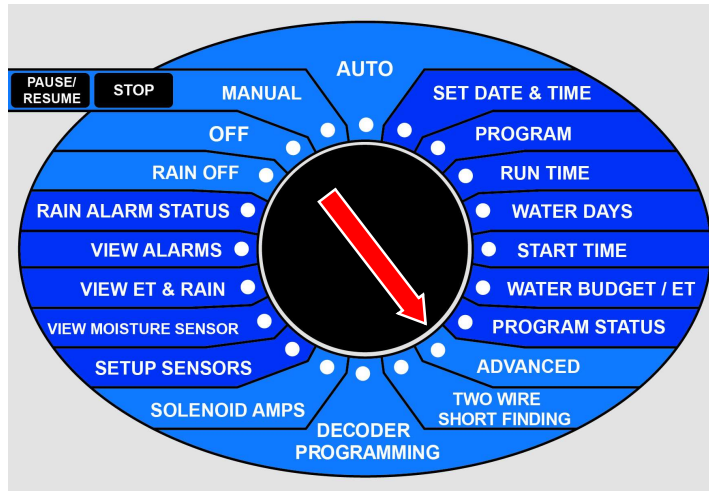 AUTO
PAUSE/
RESUME
STOP
MANUAL
OFF
RAIN OFF
RAIN ALARM STATUS
VIEW ALARMS
VIEW ET & RAIN
VIEW MOISTURE SENSOR
SETUP SENSORS
SOLENOID AMPS
DECODER
PROGRAMMING
SET DATE & TIME
PROGRAM
RUN TIME
WATER DAYS
START TIME
WATER BUDGET / ET
PROGRAM STATUS
ADVANCED
TWO WIRE
SHORT FINDING